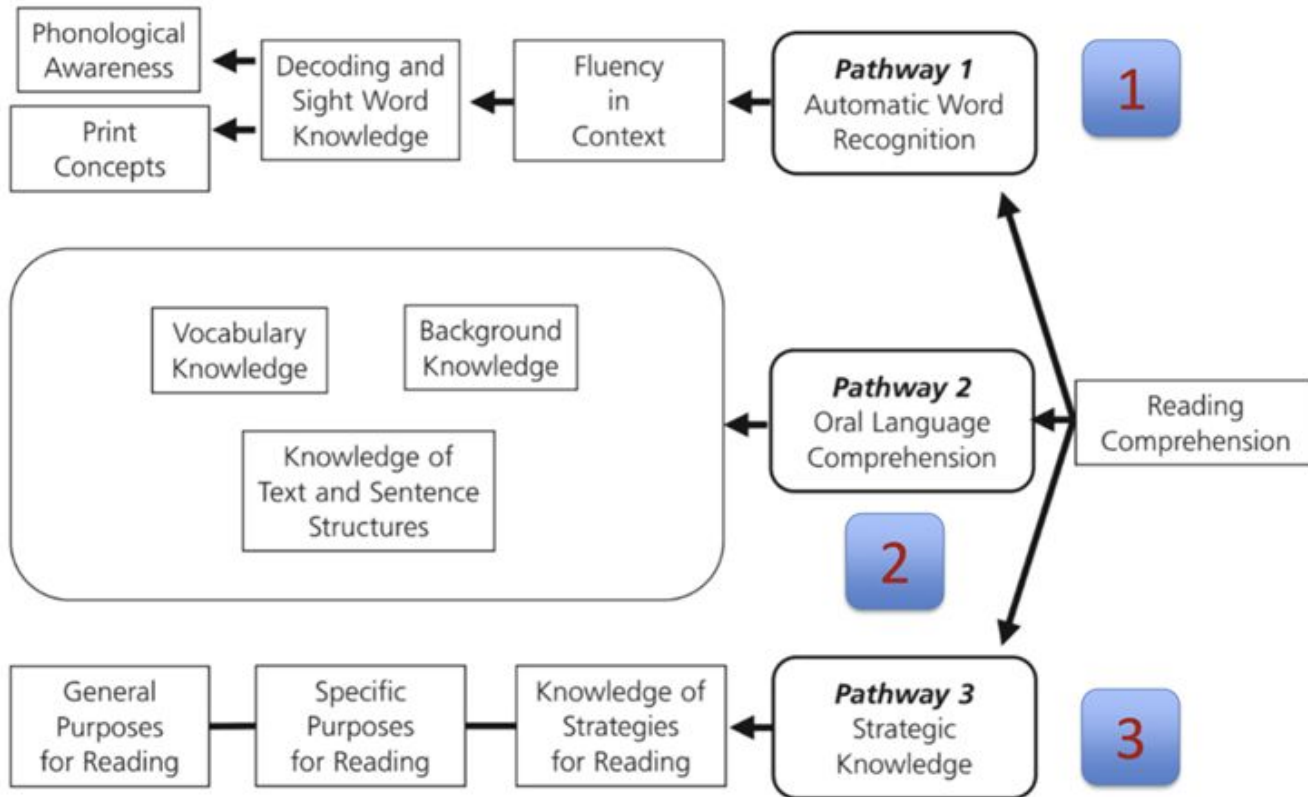 Phonological
Awareness
Print
Concepts
Decoding and
Sight Word
Knowledge
Fluency
in
Context
Pathway 1
Automatic Word
Recognition
1
Vocabulary
Knowledge
Background
Knowledge
Knowledge of
Text and Sentence
Structures
Pathway 2
Oral Language
Comprehension
2
Reading
Comprehension
General
Purposes
for Reading
Specific
Purposes
for Reading
Knowledge of
Strategies
for Reading
Pathway 3
Strategic
Knowledge
3